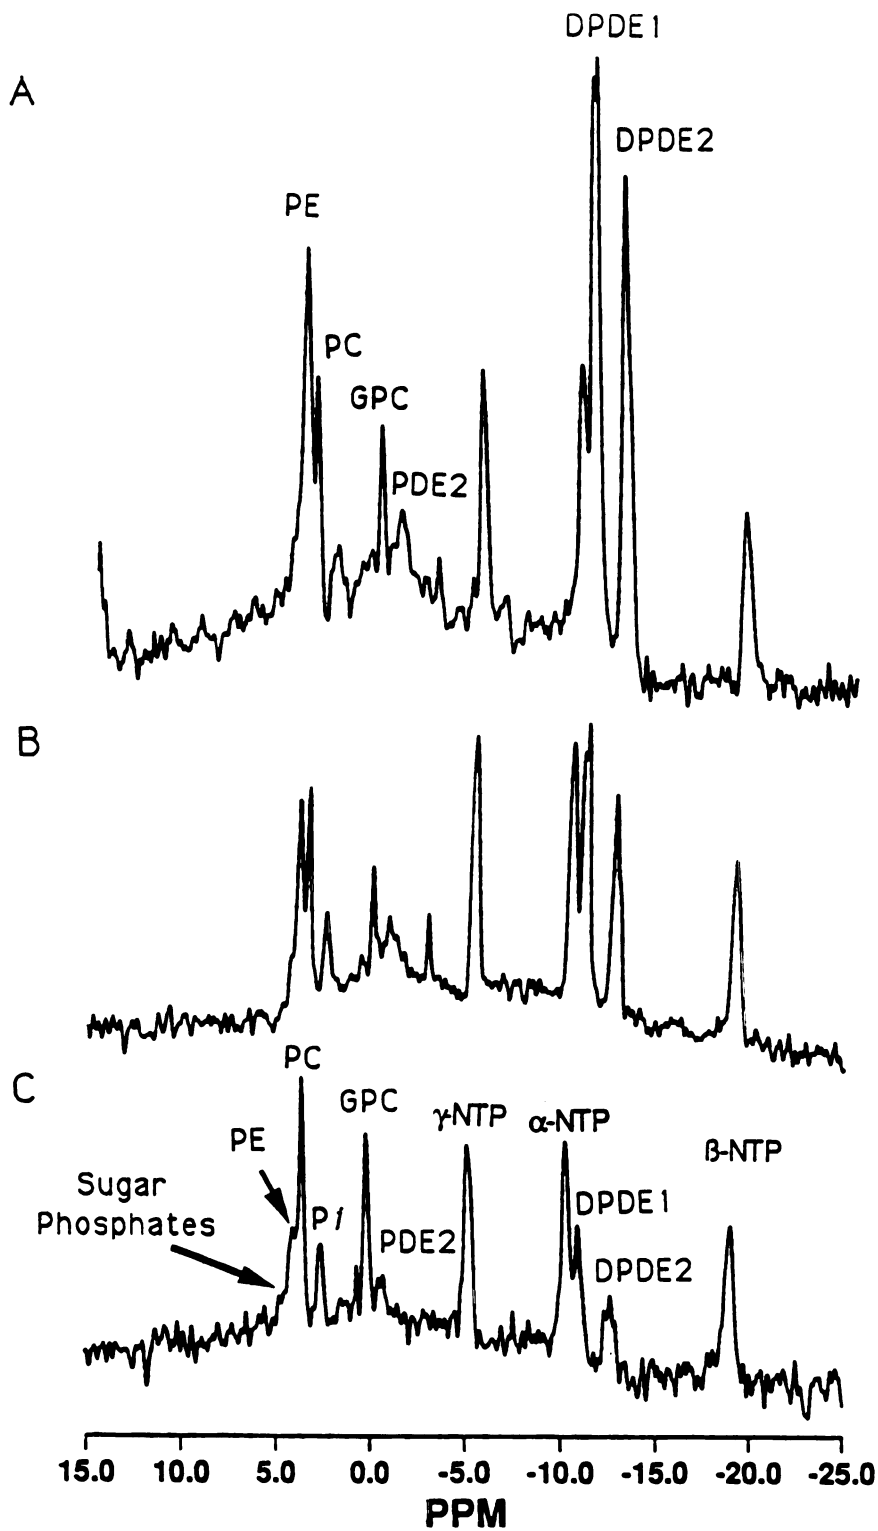 DPDE1
A
DPDE2
PE
PC
GPC
PDE2
B
C
PC
GPC
γ-NTP
α-NTP
PE
β-NTP
Sugar
Phosphates
Pi
DPDE1
PDE2
DPDE2
15.0 10.0 5.0 0.0 -5.0 -10.0 -15.0 -20.0 -25.0
PPM